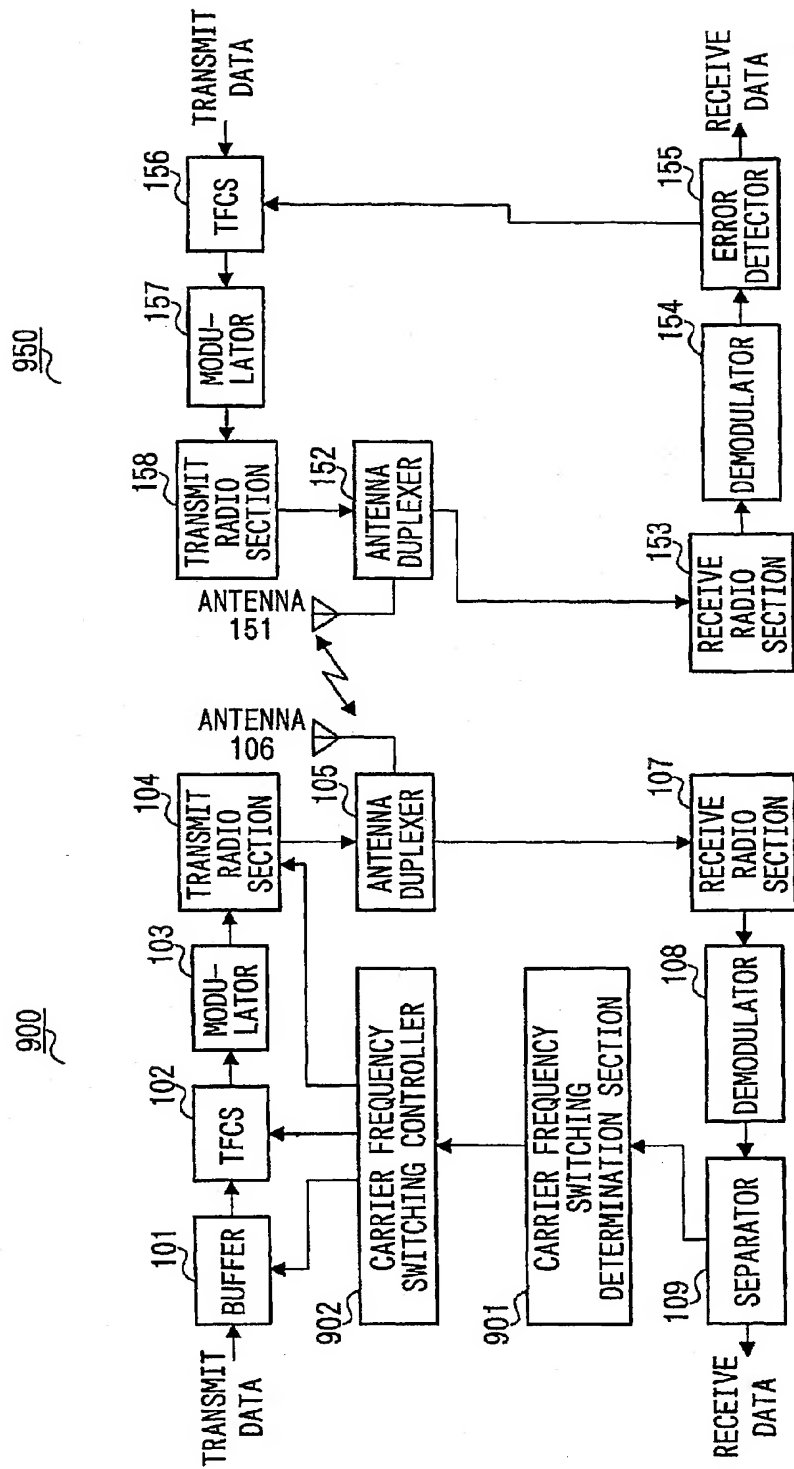 900
TRANSMIT
DATA
101
BUFFER
102
TFCS
103
MODU-
LATOR
104
TRANSMIT
RADIO
SECTION
902
CARRIER FREQUENCY
SWITCHING CONTROLLER
105
ANTENNA
DUPLEXER
ANTENNA
106
901
CARRIER FREQUENCY
SWITCHING
DETERMINATION SECTION
RECEIVE
DATA
109
SEPARATOR
108
DEMODULATOR
107
RECEIVE
RADIO
SECTION
950
ANTENNA
151
158
TRANSMIT
RADIO
SECTION
157
MODU-
LATOR
156
TFCS
TRANSMIT
DATA
152
ANTENNA
DUPLEXER
153
RECEIVE
RADIO
SECTION
154
DEMODULATOR
155
ERROR
DETECTOR
RECEIVE
DATA